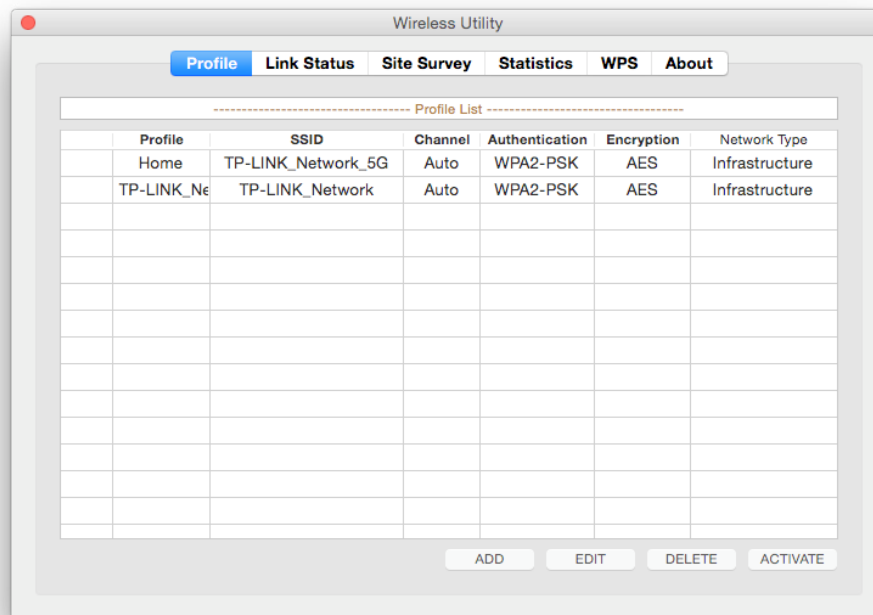 Wireless Utility
Profile Link Status Site Survey Statistics WPS About
---------------------------------- Profile List ----------------------------------
Profile SSID Channel Authentication Encryption Network Type
Home TP-LINK_Network_5G Auto WPA2-PSK AES Infrastructure
TP-LINK_Ne TP-LINK_Network Auto WPA2-PSK AES Infrastructure
ADD EDIT DELETE ACTIVATE